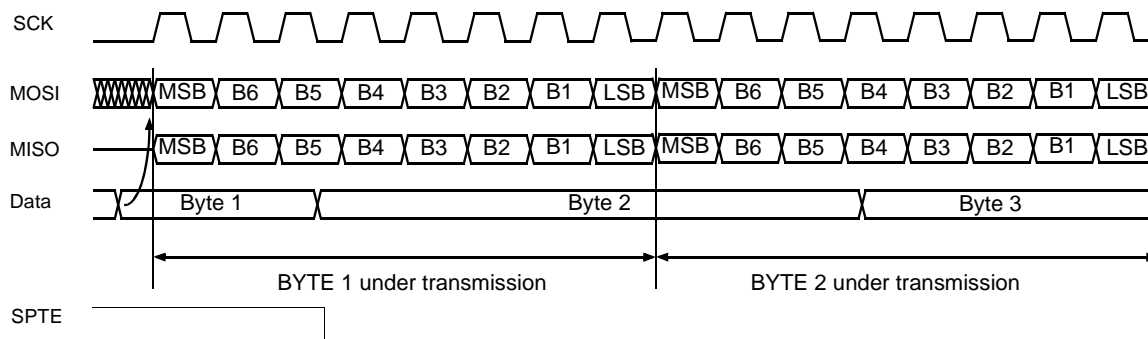 SCK
MOSI MSB B6 B5 B4 B3 B2 B1 LSB MSB B6 B5 B4 B3 B2 B1 LSB
MISO MSB B6 B5 B4 B3 B2 B1 LSB MSB B6 B5 B4 B3 B2 B1 LSB
Data Byte 1 Byte 2 Byte 3
BYTE 1 under transmission BYTE 2 under transmission
SPTE